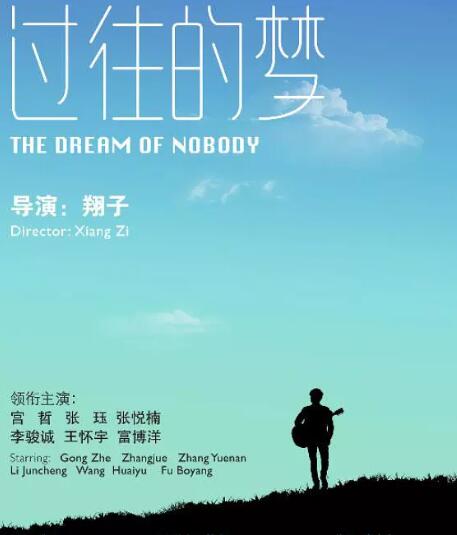 过往的梦
THE DREAM OF NOBODY
导演：翔子
Director: Xiang Zi
领衔主演：
宫 哲 张 珏 张悦楠
李骏诚 王怀宇 富博洋
Starring: Gong Zhe Zhangjue Zhang Yuenan
Li Juncheng Wang Huaiyu Fu Boyang